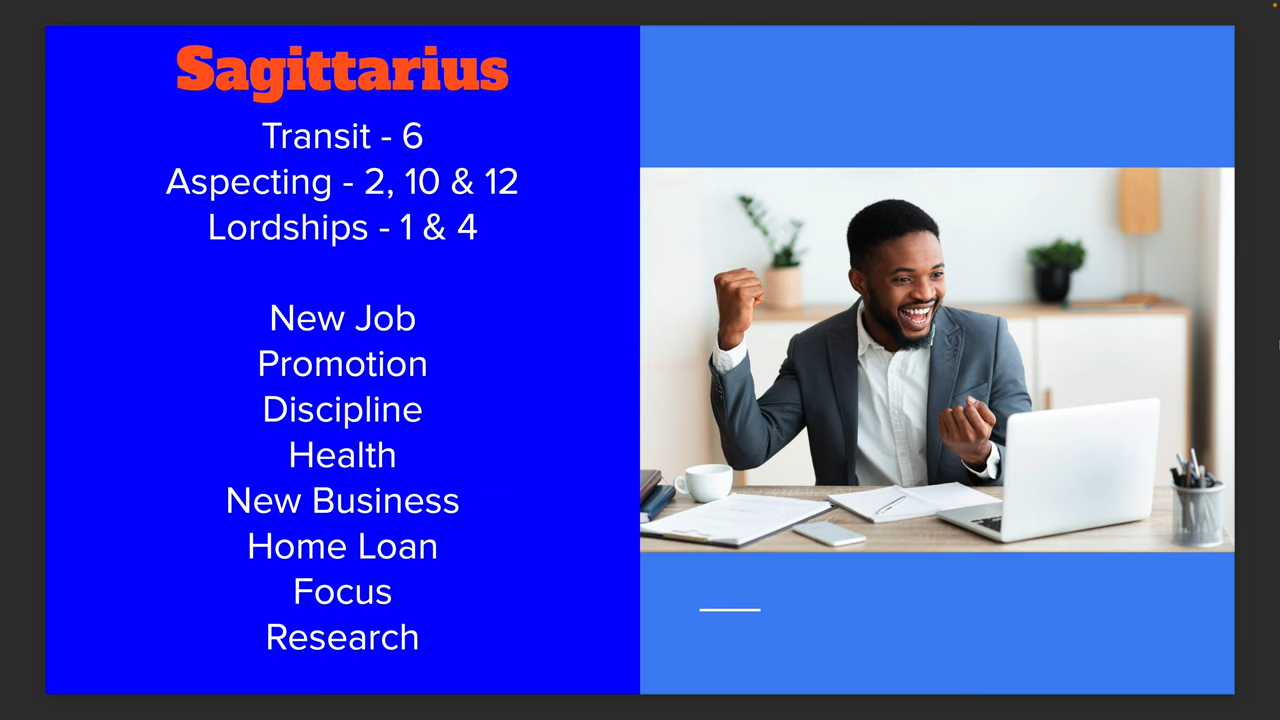 Sagittarius
Transit - 6
Aspecting - 2, 10 & 12
Lordships - 1 & 4
New Job
Promotion
Discipline
Health
New Business
Home Loan
Focus
Research